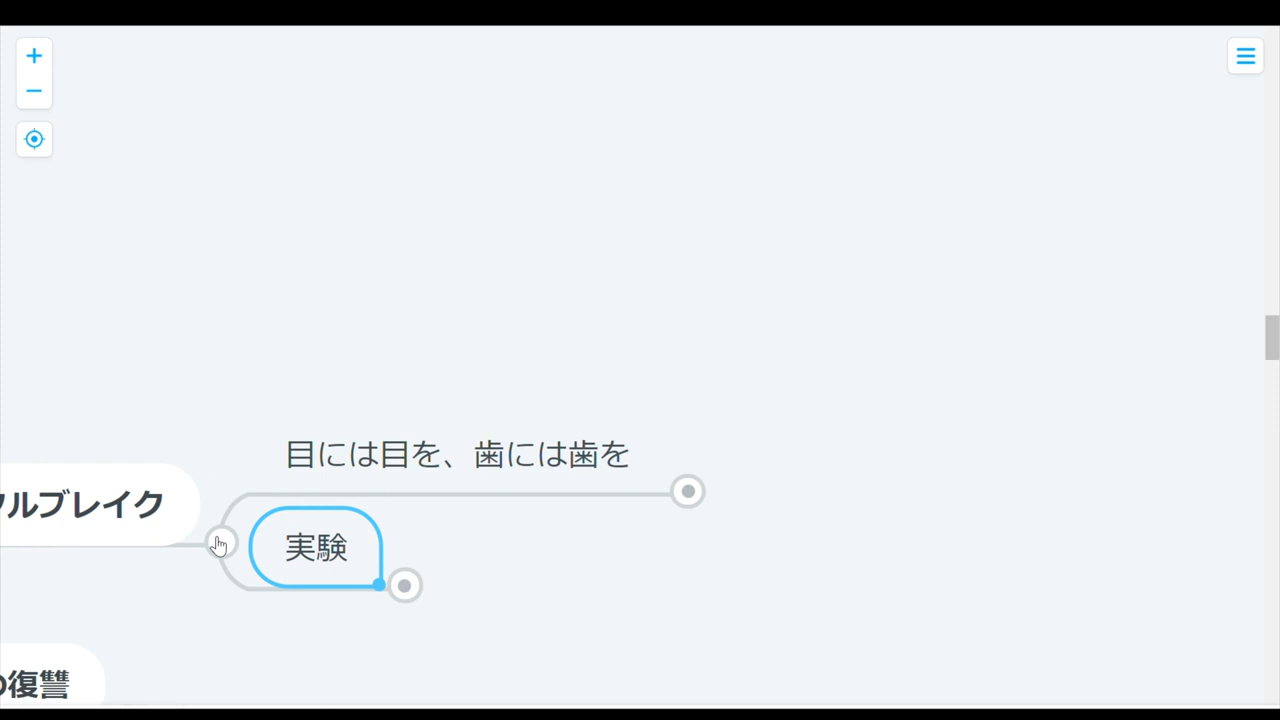 目には目を、歯には歯を
ルブレイク
実験
復讐